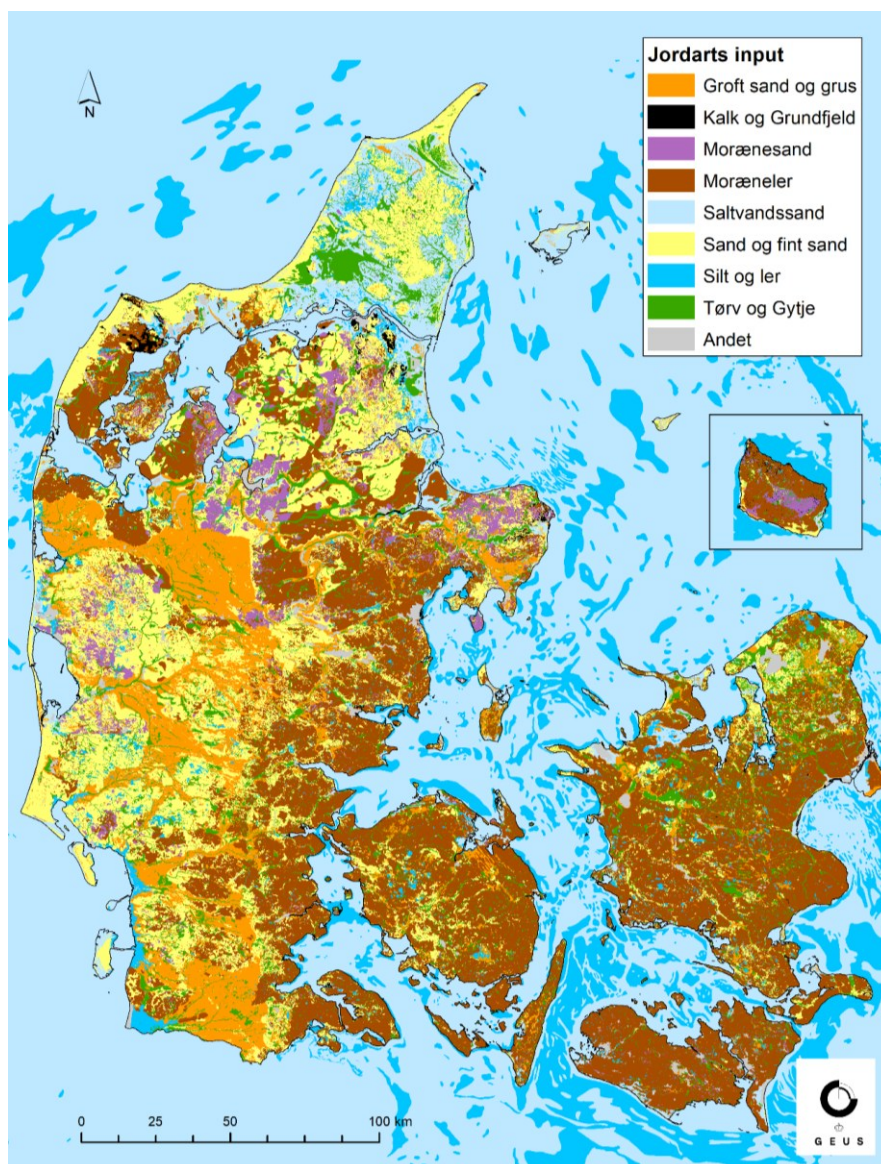 Jordarts input
Groft sand og grus
Kalk og Grundfjeld
Morænesand
Moræneler
Saltvandssand
Sand og fint sand
Silt og ler
Tørv og Gytje
Andet
N
0 25 50 100 km
G E U S